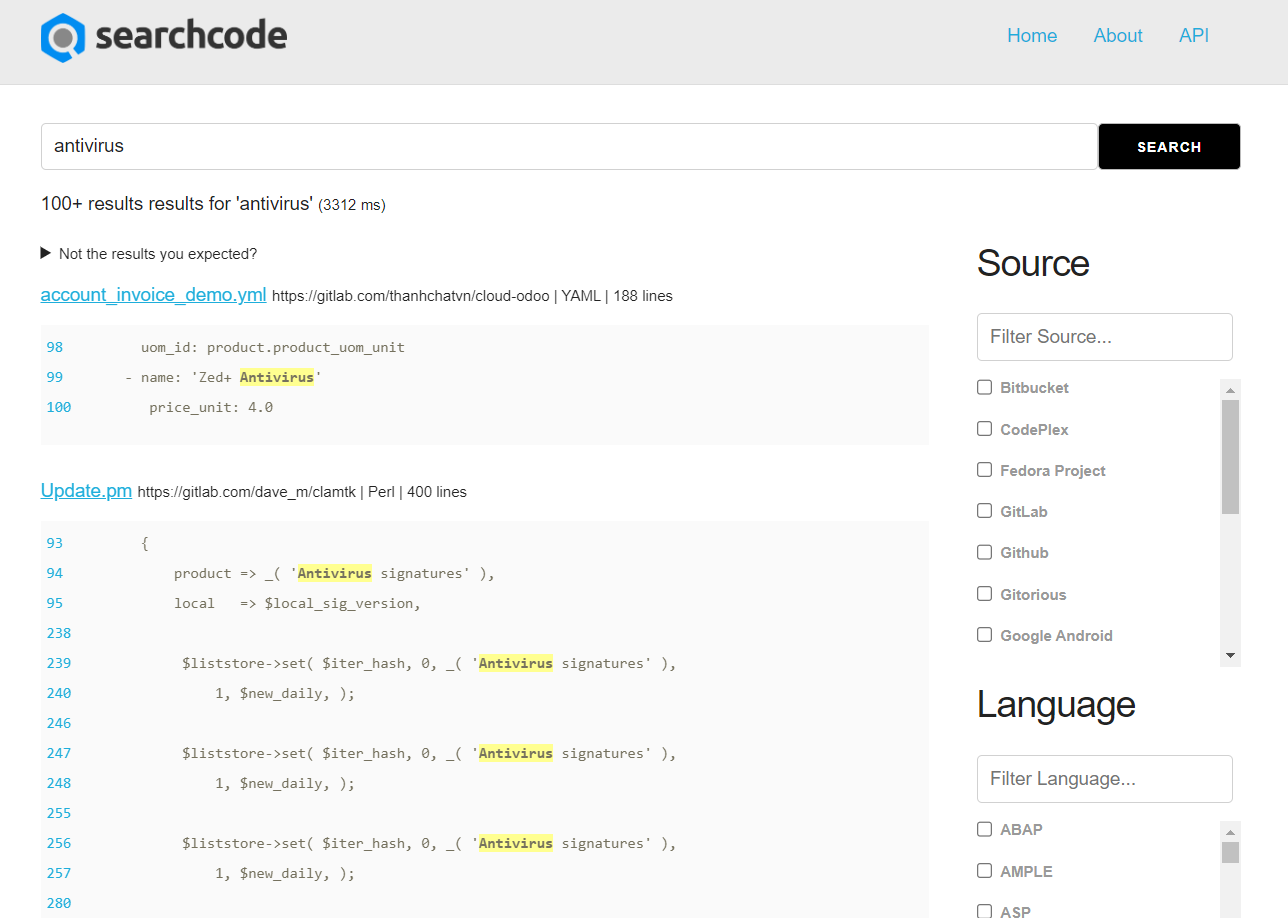 searchcode
Home About API
antivirus
SEARCH
100+ results results for 'antivirus' (3312 ms)
Not the results you expected?
account_invoice_demo.yml https://gitlab.com/thanhchatvn/cloud-odoo | YAML | 188 lines
98 uom_id: product.product_uom_unit
99 - name: 'Zed+ Antivirus'
100 price_unit: 4.0
Update.pm https://gitlab.com/dave_m/clamtk | Perl | 400 lines
93 {
94 product => _( 'Antivirus signatures' ),
95 local => $local_sig_version,
238
239 $liststore->set( $iter_hash, 0, _( 'Antivirus signatures' ),
240 1, $new_daily, );
246
247 $liststore->set( $iter_hash, 0, _( 'Antivirus signatures' ),
248 1, $new_daily, );
255
256 $liststore->set( $iter_hash, 0, _( 'Antivirus signatures' ),
257 1, $new_daily, );
280
Source
Filter Source...
Bitbucket
CodePlex
Fedora Project
GitLab
Github
Gitorious
Google Android
Language
Filter Language...
ABAP
AMPLE
ASP